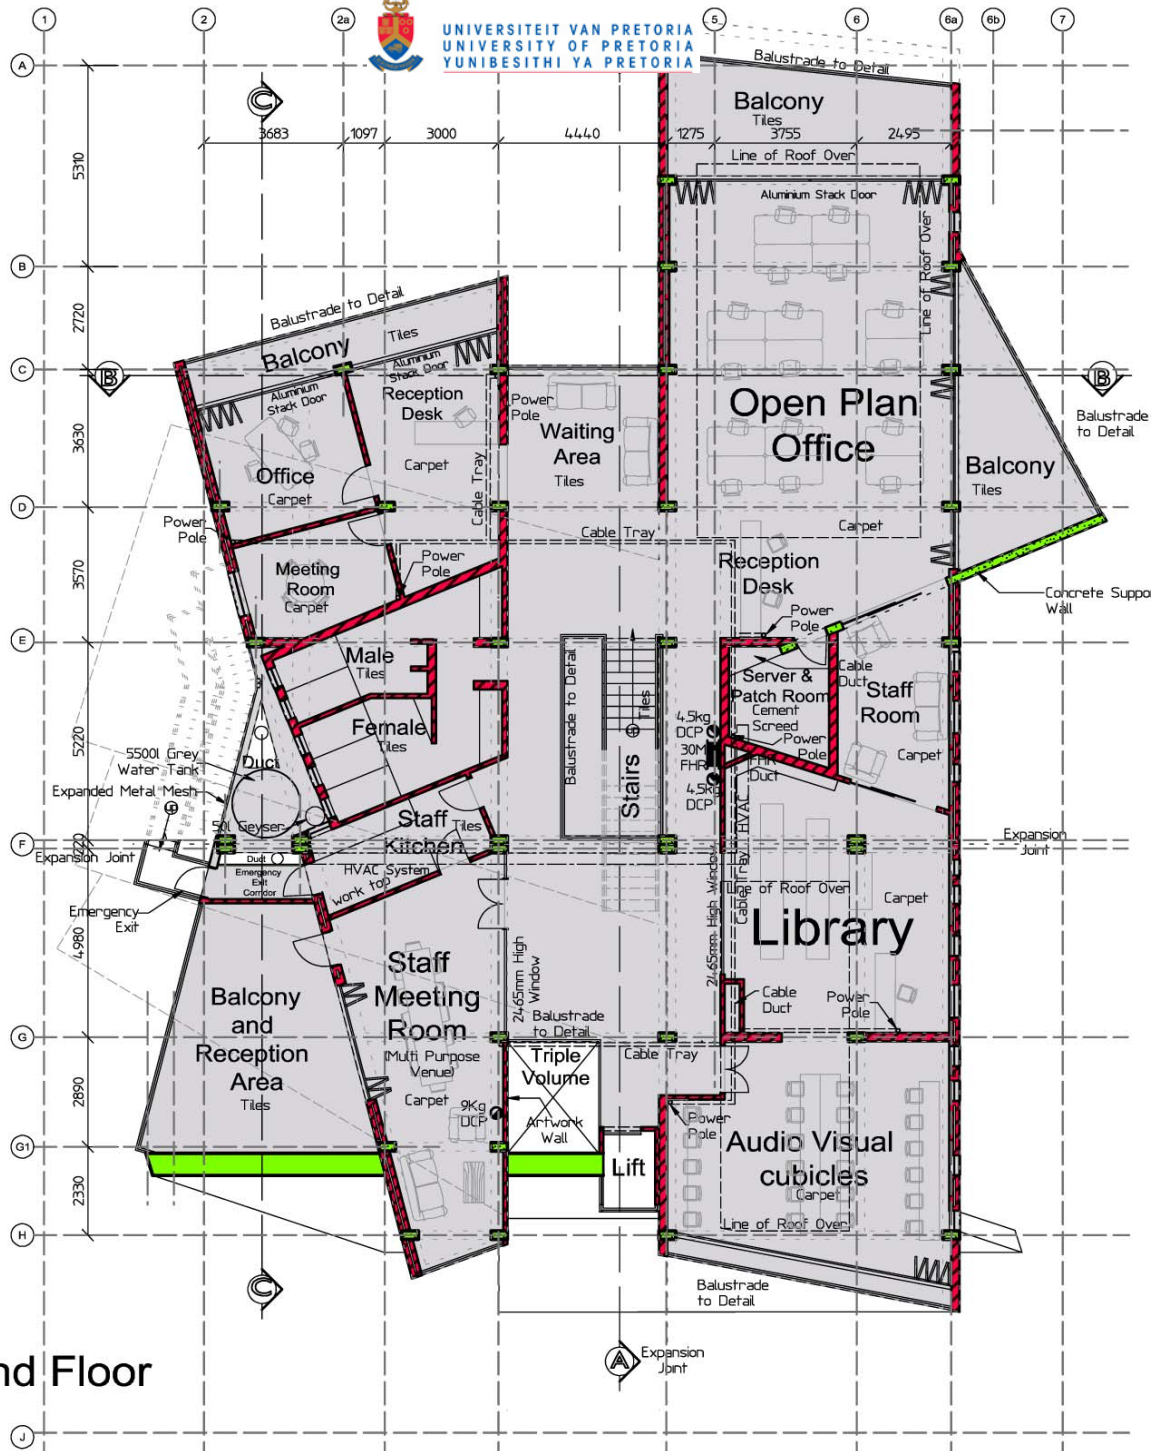 1
2
2a
5
6
6a
6b
7
UNIVERSITEIT VAN PRETORIA
UNIVERSITY OF PRETORIA
YUNIBESITHI YA PRETORIA
A
Balustrade to Detail
C
Balcony
Tiles
3683
1097
3000
4440
1275
3755
2495
5310
Line of Roof Over
Aluminium Stack Door
Line of Roof Over
B
Balustrade to Detail
2720
Tiles
Balcony
Aluminium
Stack Door
C
B
B
Aluminium
Stack Door
Reception
Desk
Power
Pole
Open Plan
Office
Balustrade
to Detail
3630
Waiting
Area
Tiles
Office
Carpet
Carpet
Cable Tray
Balcony
Tiles
D
Power
Pole
Cable Tray
Carpet
3570
Power
Pole
Meeting
Room
Carpet
Reception
Desk
Power
Pole
Concrete Suppo
Wall
E
Male
Tiles
Balustrade to Detail
Tiles
Server &
Patch Room
Cement
Screed
Cable
Duct
Staff
Room
Carpet
5220
Female
Tiles
4.5kg
DCP
30M
FHR
4.5kg
DCP
Power
Pole
FHR
Duct
5500l Grey
Water Tank
Duct
Expanded Metal Mesh
up
50l Geyser
Stairs
Staff
Kitchen
Tiles
F
220
Expansion Joint
Expansion
Joint
Duct
Emergency
Exit
Corridor
HVAC System
work top
Cable Tray HVAC
Line of Roof Over
Carpet
Emergency
Exit
4980
2465mm High Window
Library
Staff
Meeting
Room
(Multi Purpose
Venue)
Carpet
2465mm High
Window
Balcony
and
Reception
Area
Tiles
Cable
Duct
Power
Pole
G
Balustrade
to Detail
Triple
Volume
Cable Tray
2890
9Kg
DCP
Artwork
Wall
Power
Pole
Audio Visual
cubicles
Carpet
G1
Lift
2330
H
Line of Roof Over
C
Balustrade
to Detail
A
Expansion
Joint
nd Floor
J